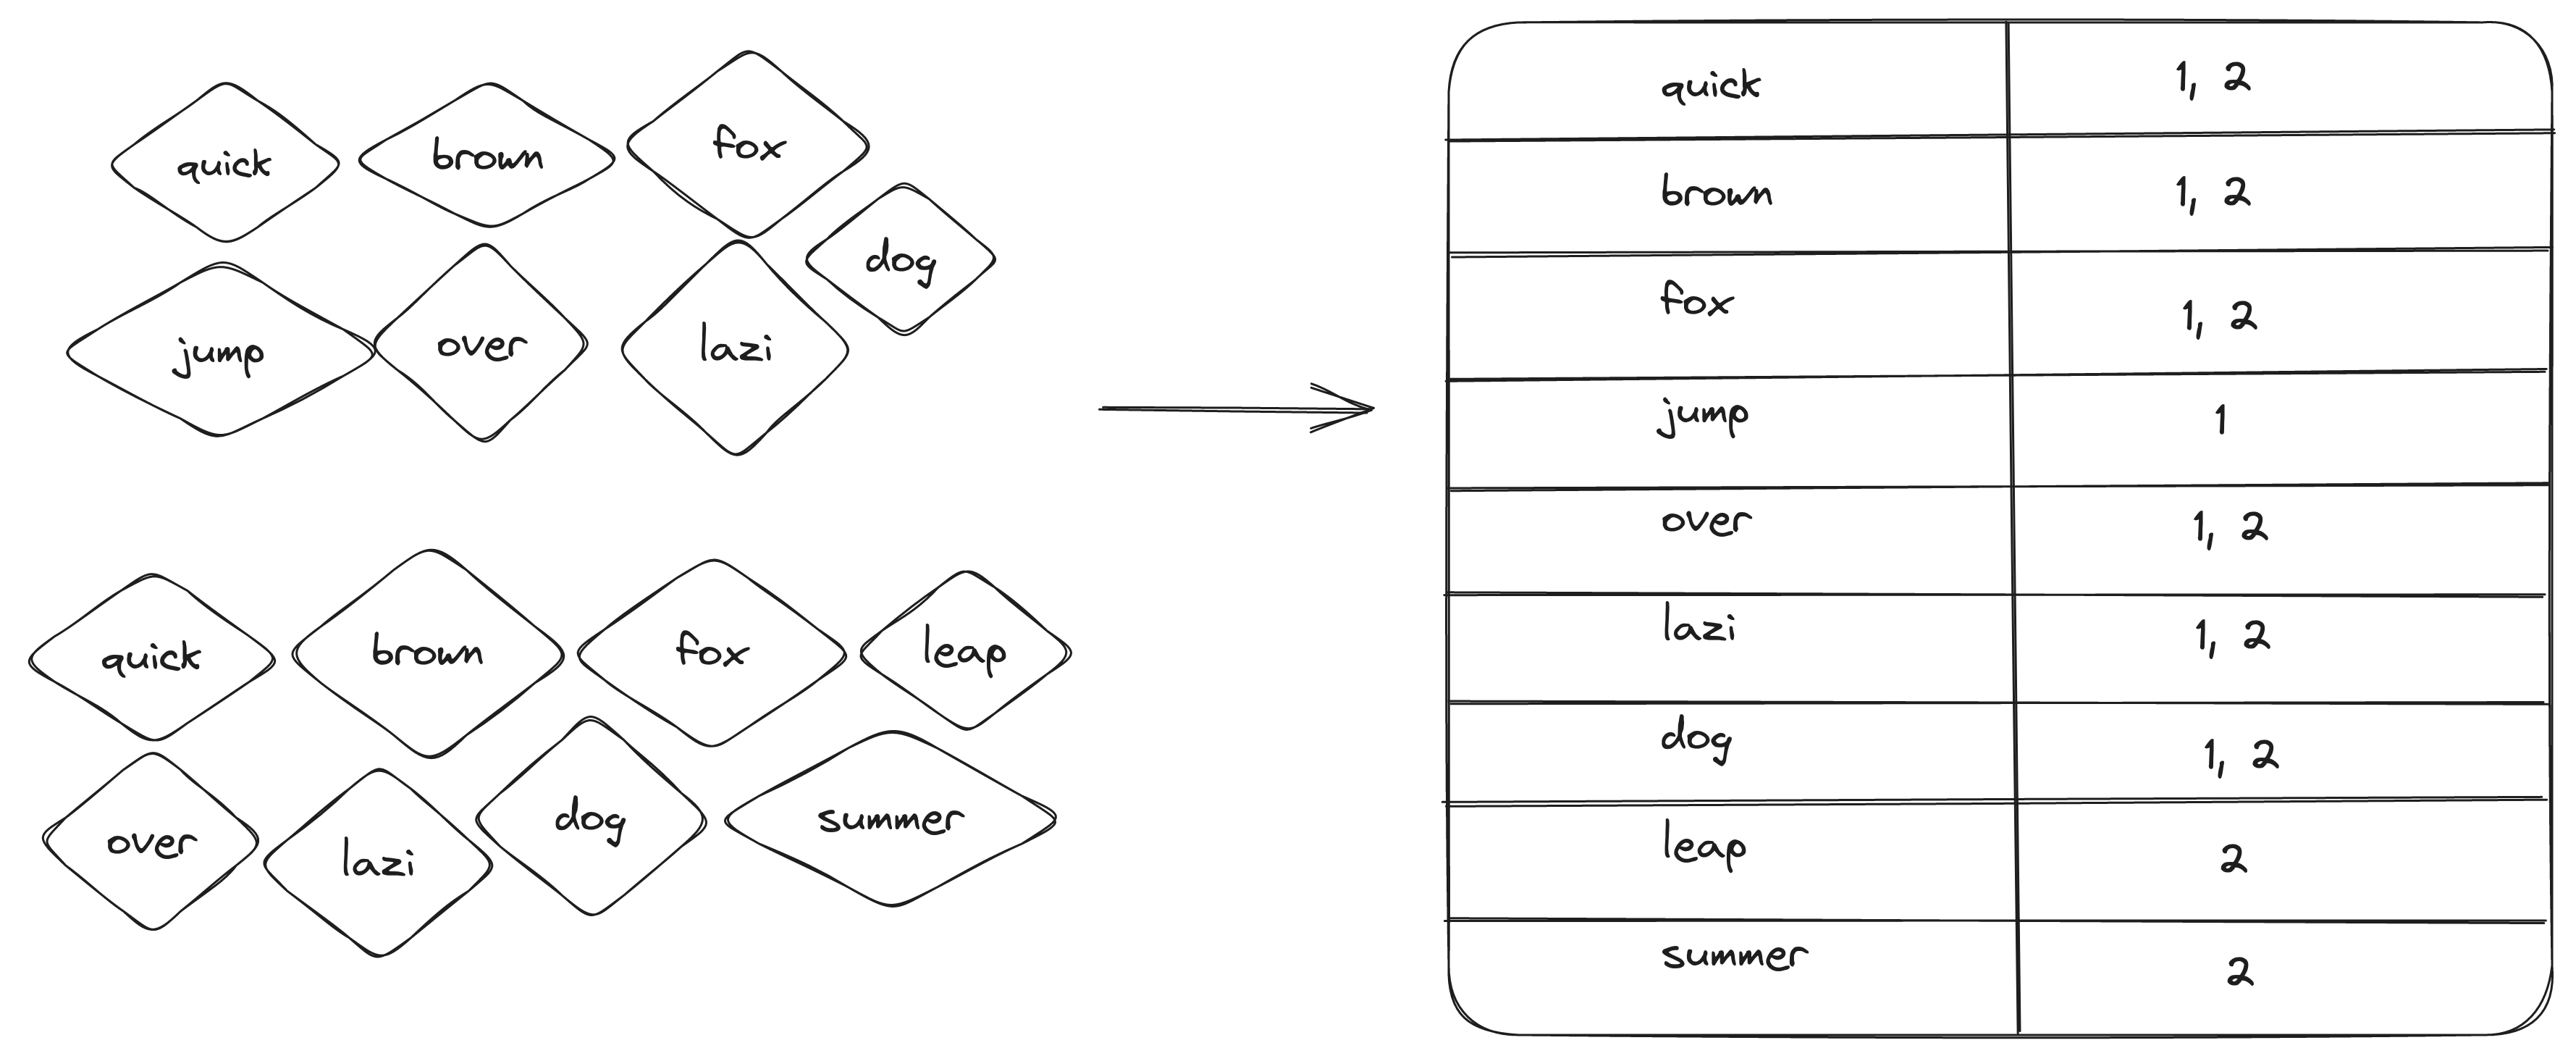 quick brown fox
dog
jump over lazi
quick brown fox leap
over lazi dog summer
quick 1, 2
brown 1, 2
fox 1, 2
jump 1
over 1, 2
lazi 1, 2
dog 1, 2
leap 2
summer 2